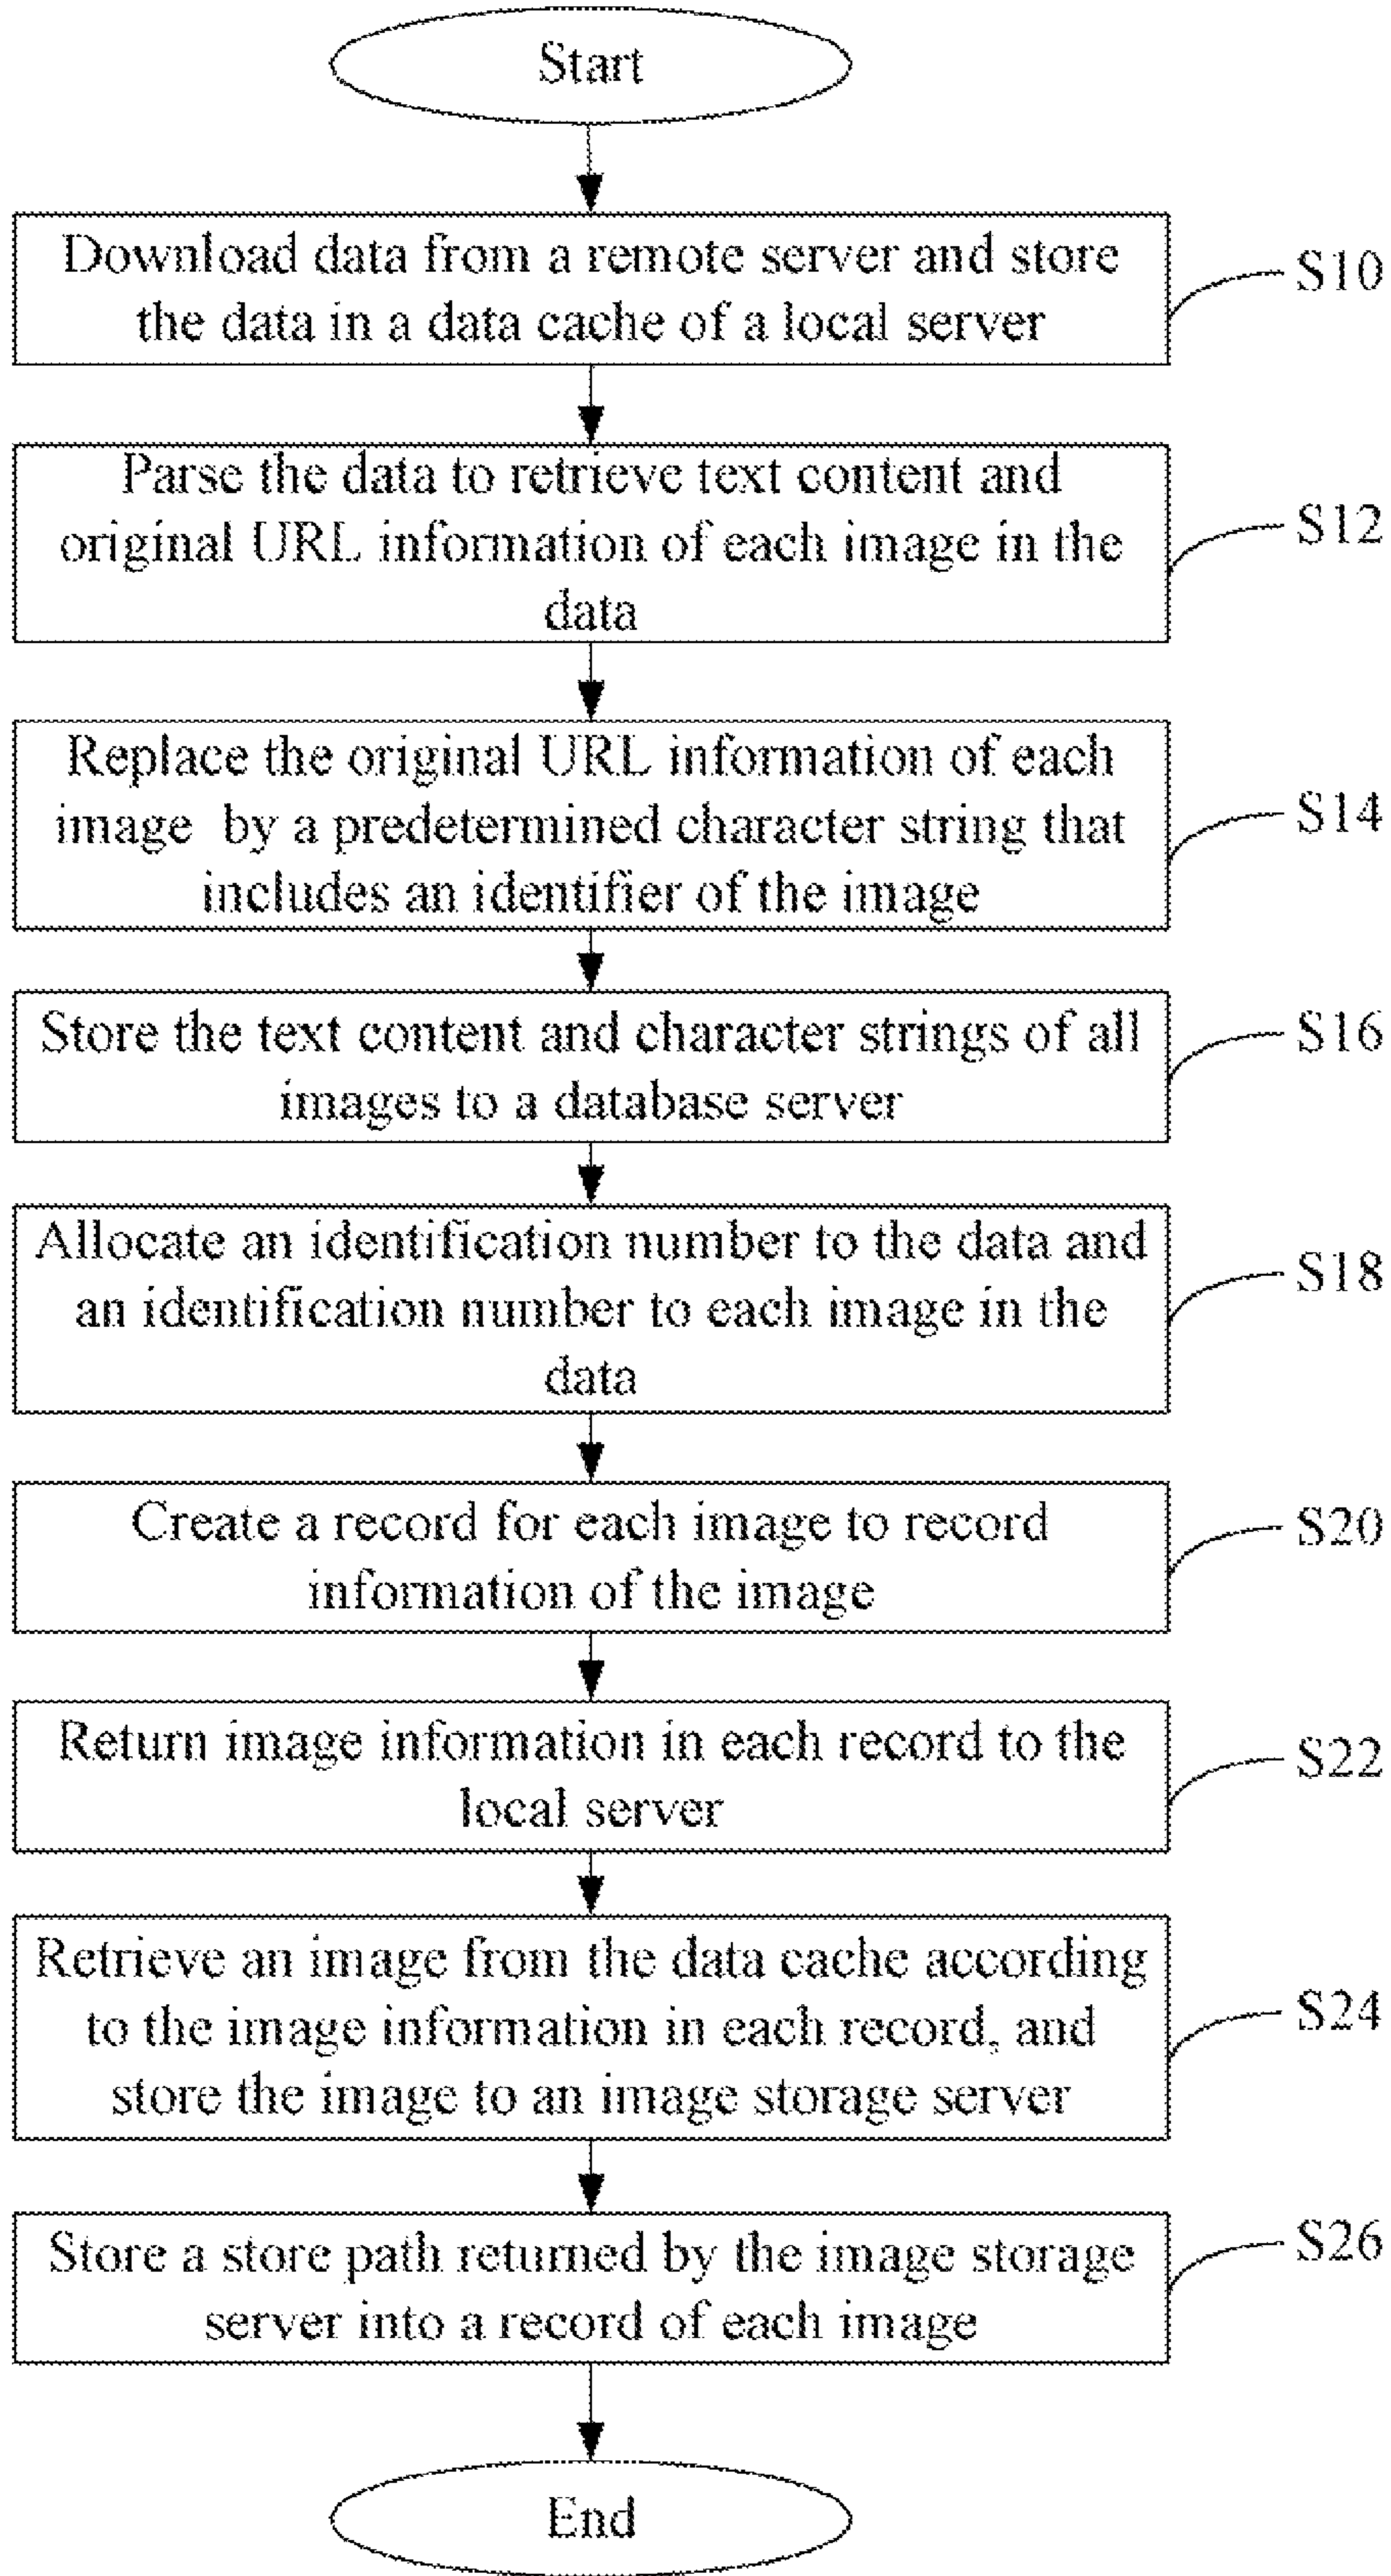 Start
Download data from a remote server and store
the data in a data cache of a local server
S10
Parse the data to retrieve text content and
original URL information of each image in the
data
S12
Replace the original URL information of each
image by a predetermined character string that
includes an identifier of the image
S14
Store the text content and character strings of all
images to a database server
S16
Allocate an identification number to the data and
an identification number to each image in the
data
S18
Create a record for each image to record
information of the image
S20
Return image information in each record to the
local server
S22
Retrieve an image from the data cache according
to the image information in each record, and
store the image to an image storage server
S24
Store a store path returned by the image storage
server into a record of each image
S26
End